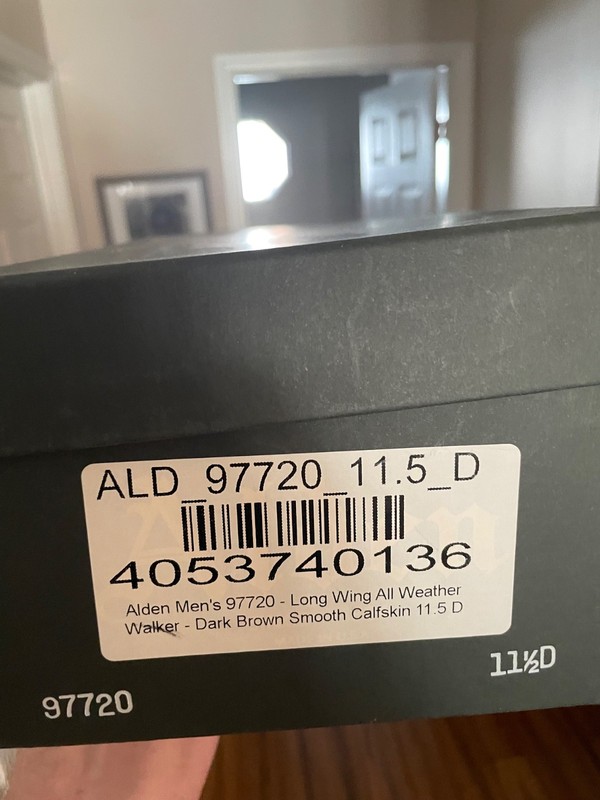 ALD_97720_11.5_D
4053740136
Alden Men's 97720 - Long Wing All Weather
Walker - Dark Brown Smooth Calfskin 11.5 D
97720
11½D